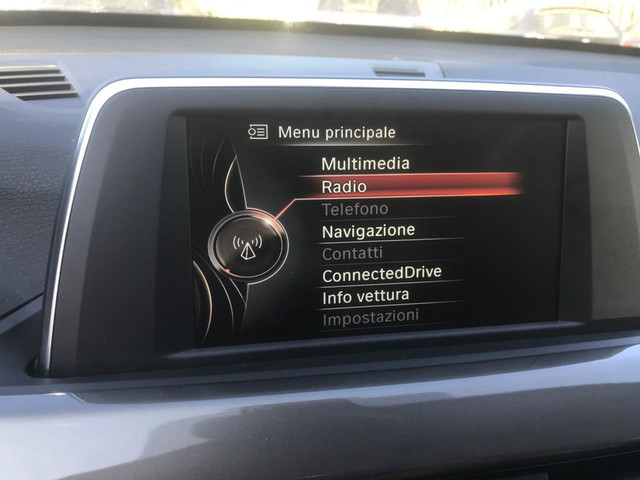 Menu principale
Multimedia
Radio
Telefono
Navigazione
Contatti
ConnectedDrive
Info vettura
Impostazioni